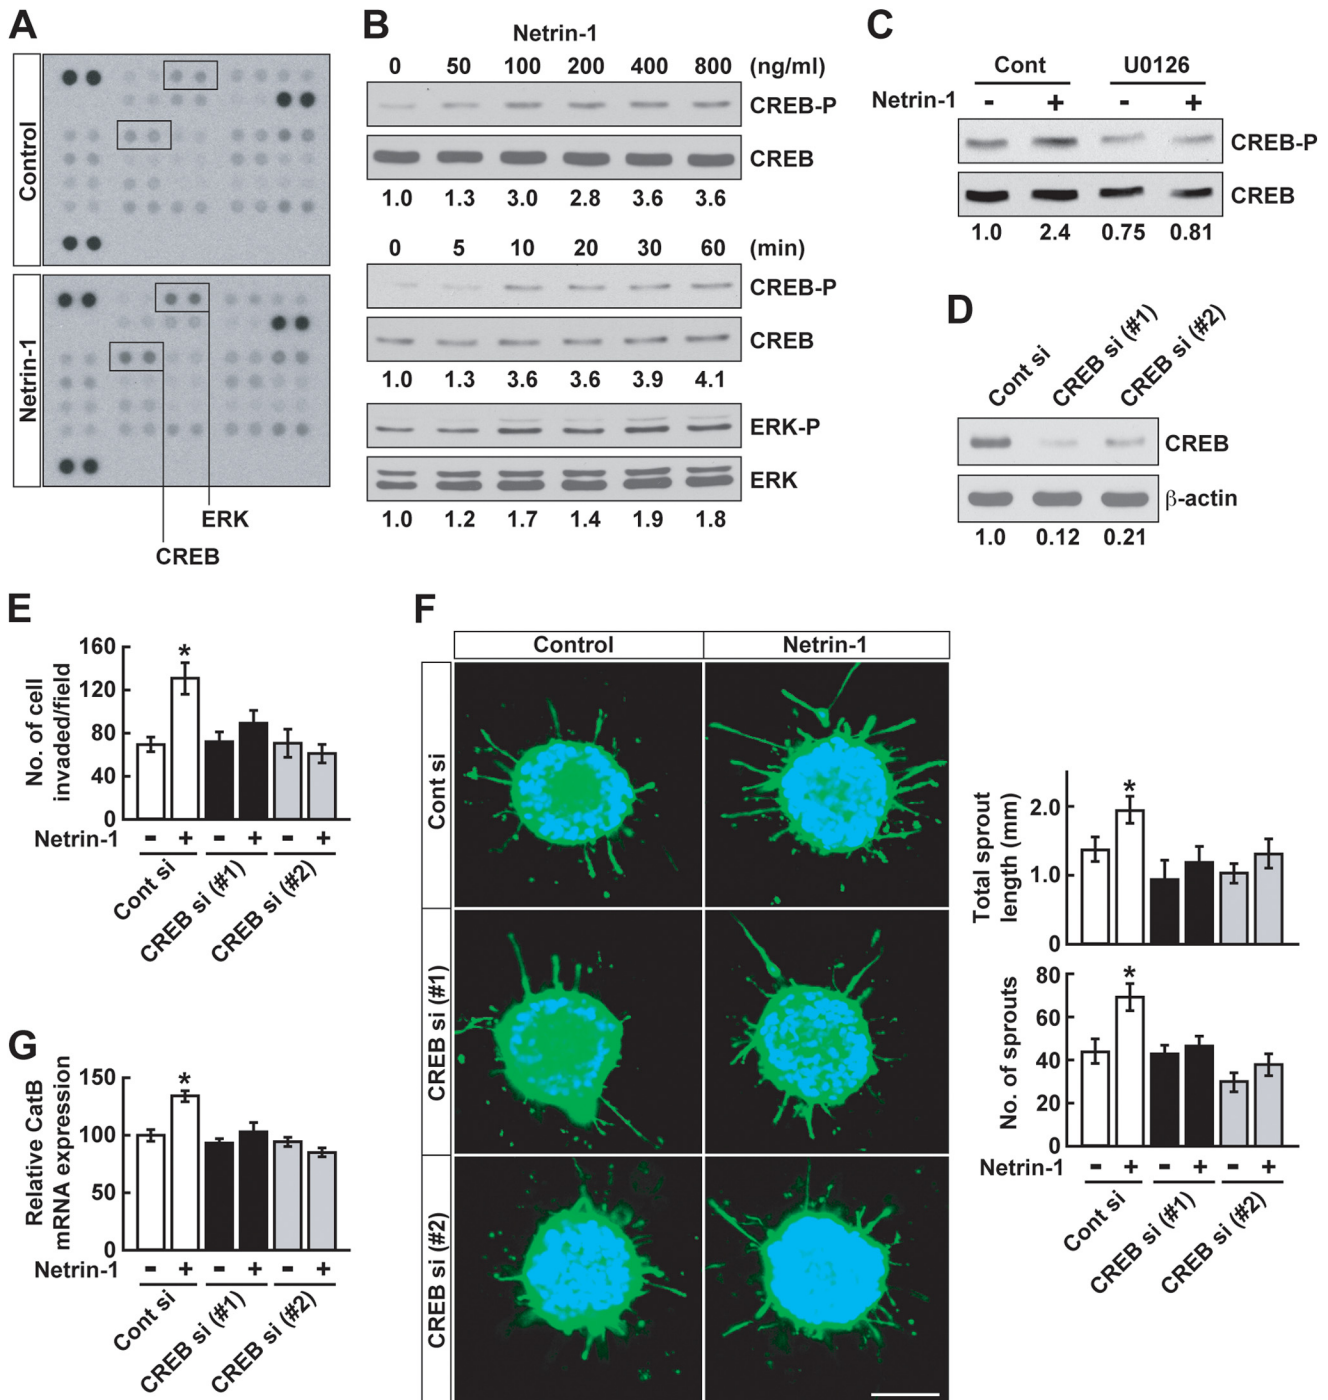 A
Control
Netrin-1
ERK
CREB
B
Netrin-1
0 50 100 200 400 800 (ng/ml)
CREB-P
CREB
1.0 1.3 3.0 2.8 3.6 3.6
0 5 10 20 30 60 (min)
CREB-P
CREB
1.0 1.3 3.6 3.6 3.9 4.1
ERK-P
ERK
1.0 1.2 1.7 1.4 1.9 1.8
C
Cont U0126
Netrin-1 - + - +
CREB-P
CREB
1.0 2.4 0.75 0.81
D
Cont si CREB si (#1) CREB si (#2)
CREB
β-actin
1.0 0.12 0.21
E
No. of cell
invaded/field
160
120
80
40
0
*
Netrin-1 - + - + - +
Cont si CREB si (#1) CREB si (#2)
F
Control Netrin-1
Cont si
CREB si (#1)
CREB si (#2)
Total sprout
length (mm)
2.0
1.0
0
*
No. of sprouts
80
60
40
20
0
*
Netrin-1 - + - + - +
Cont si CREB si (#1) CREB si (#2)
G
Relative CatB
mRNA expression
150
100
50
0
*
Netrin-1 - + - + - +
Cont si CREB si (#1) CREB si (#2)